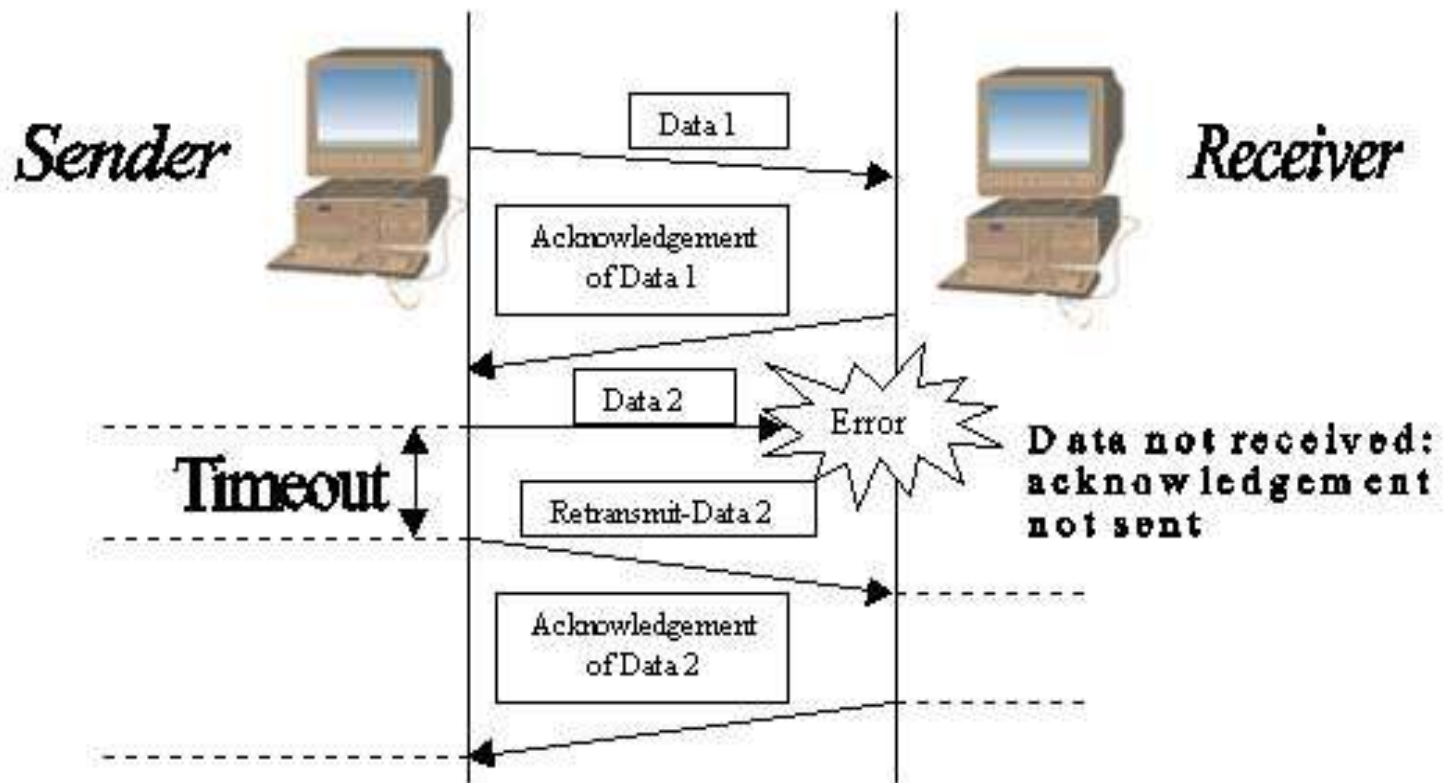 Data 1
Sender
Receiver
Acknowledgement
of Data 1
Data 2
Error
Data not received:
acknowledgement
not sent
Timeout
Retransmit-Data 2
Acknowledgement
of Data 2